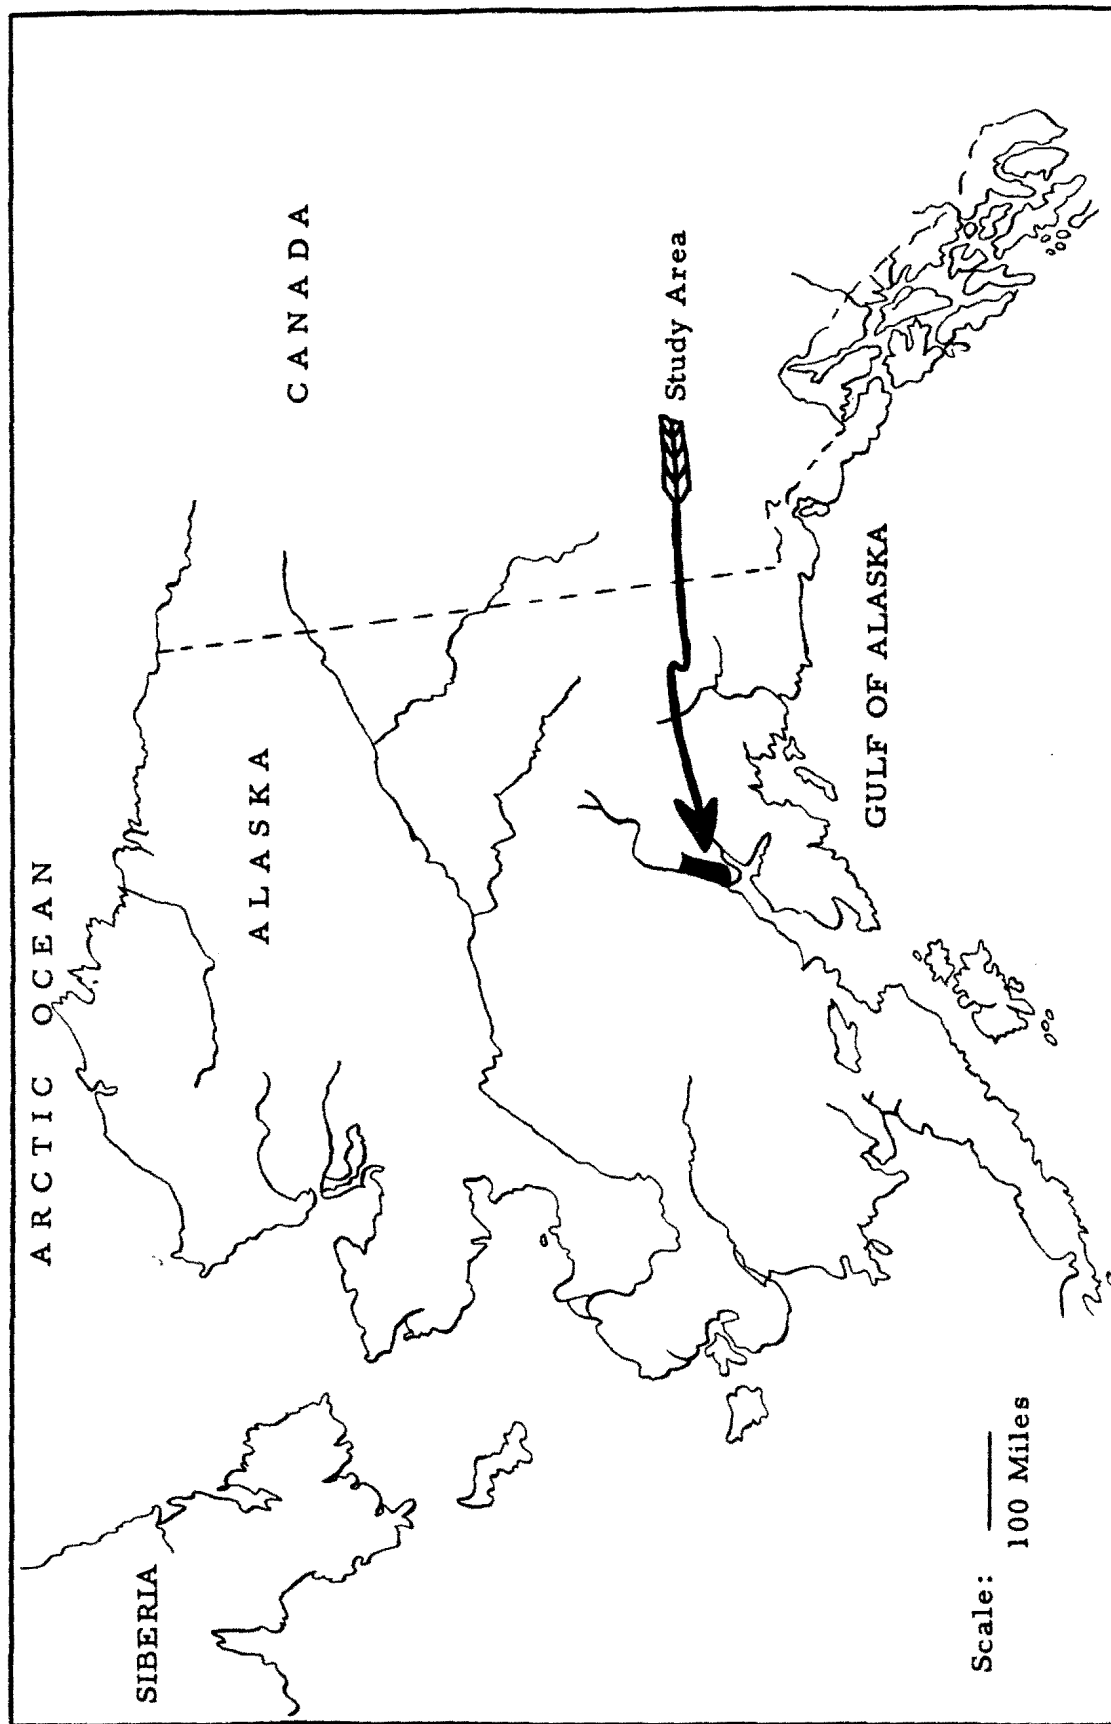 ARCTIC OCEAN
SIBERIA
ALASKA
CANADA
Study Area
GULF OF ALASKA
Scale:
100 Miles